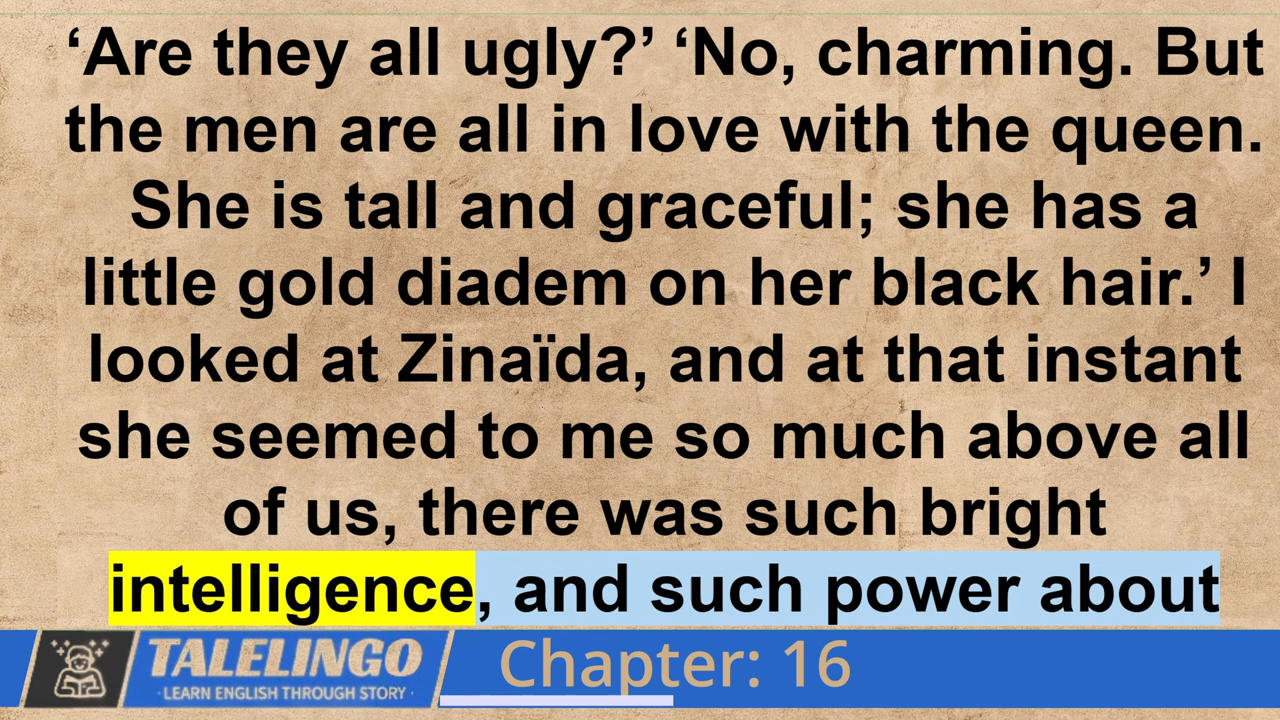 ‘Are they all ugly?’ ‘No, charming. But
the men are all in love with the queen.
She is tall and graceful; she has a
little gold diadem on her black hair.’ I
looked at Zinaïda, and at that instant
she seemed to me so much above all
of us, there was such bright
intelligence, and such power about
TALELINGO
· LEARN ENGLISH THROUGH STORY ·
Chapter: 16